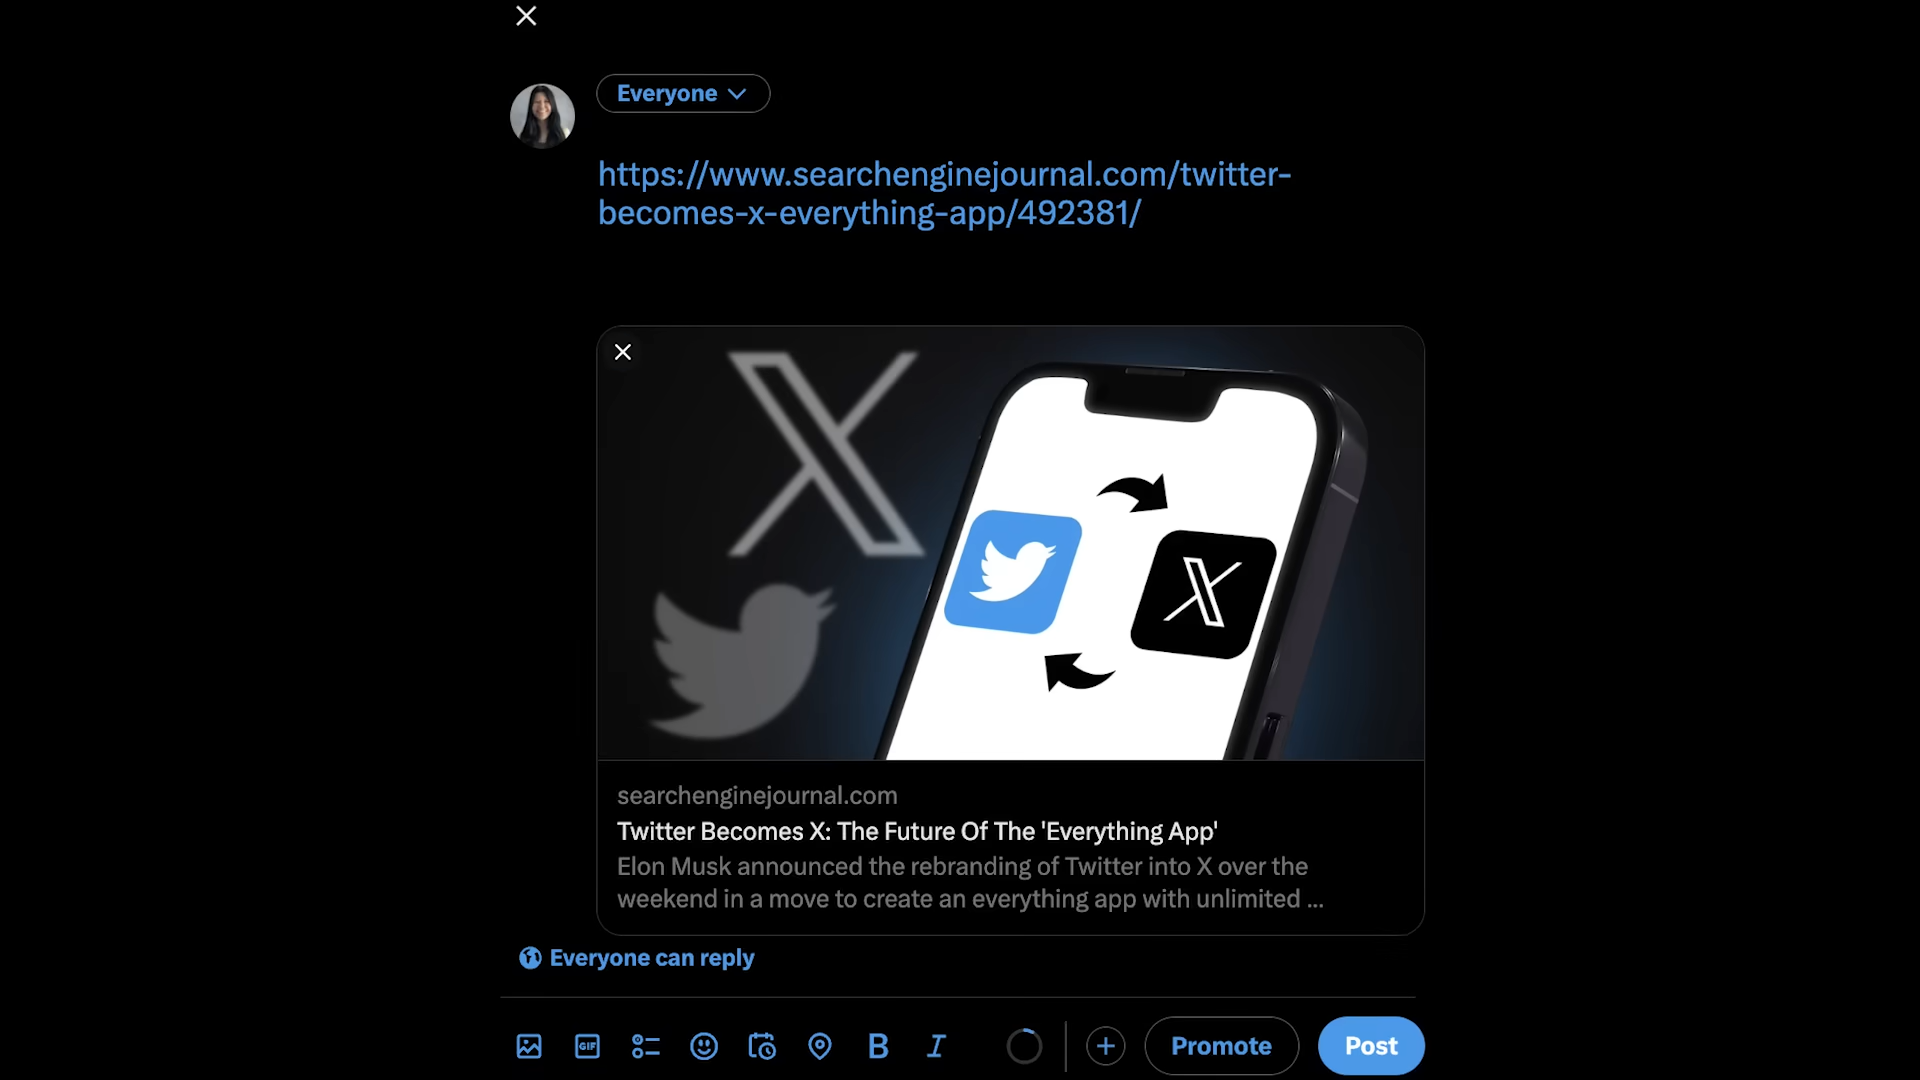 Everyone
https://www.searchenginejournal.com/twitter-
becomes-x-everything-app/492381/
searchenginejournal.com
Twitter Becomes X: The Future Of The 'Everything App'
Elon Musk announced the rebranding of Twitter into X over the
weekend in a move to create an everything app with unlimited ...
Everyone can reply
GIF
B
I
Promote
Post